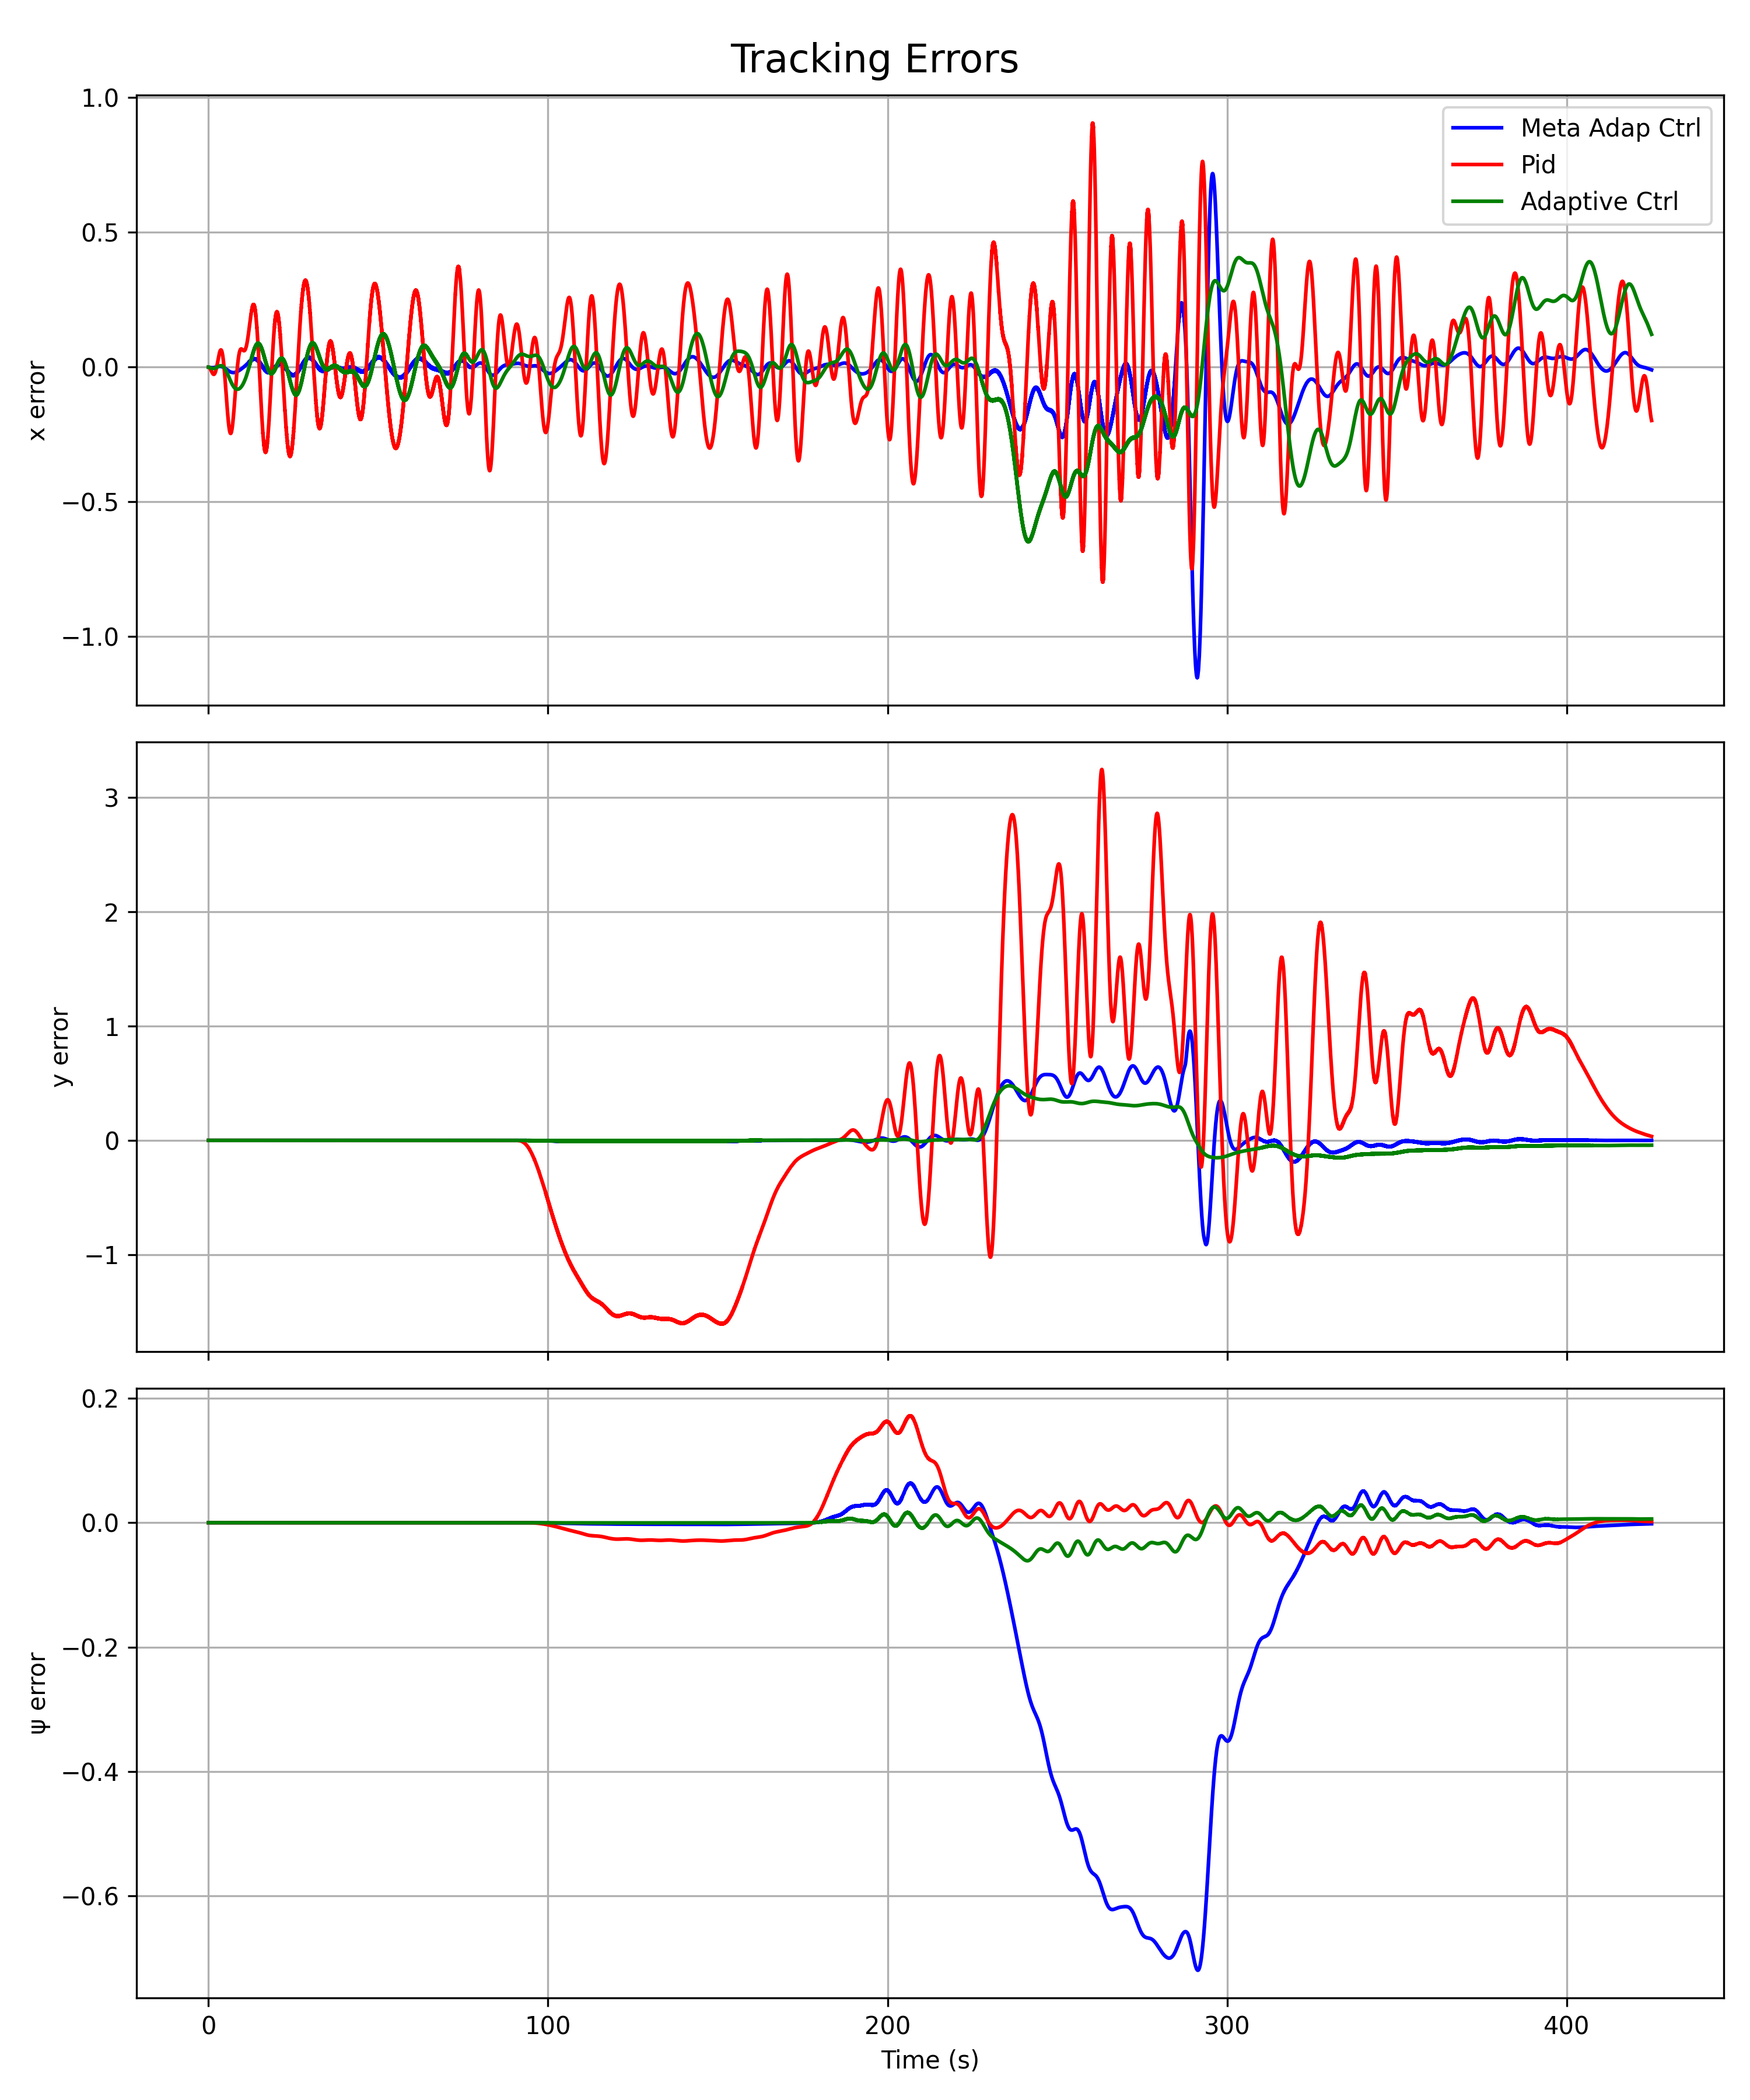 Tracking Errors
1.0
0.5
0.0
−0.5
−1.0
x error
Meta Adap Ctrl
Pid
Adaptive Ctrl
3
2
1
0
−1
y error
0.2
0.0
−0.2
−0.4
−0.6
ψ error
0 100 200 300 400
Time (s)